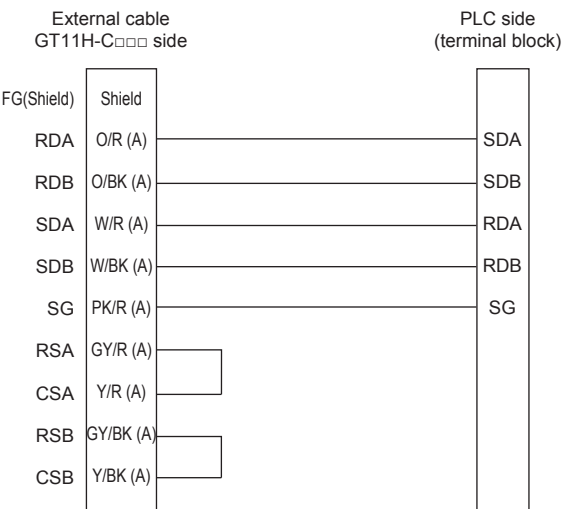 External cable
GT11H-C□□□ side
PLC side
(terminal block)
FG(Shield) Shield
RDA O/R (A) SDA
RDB O/BK (A) SDB
SDA W/R (A) RDA
SDB W/BK (A) RDB
SG PK/R (A) SG
RSA GY/R (A)
CSA Y/R (A)
RSB GY/BK (A)
CSB Y/BK (A)